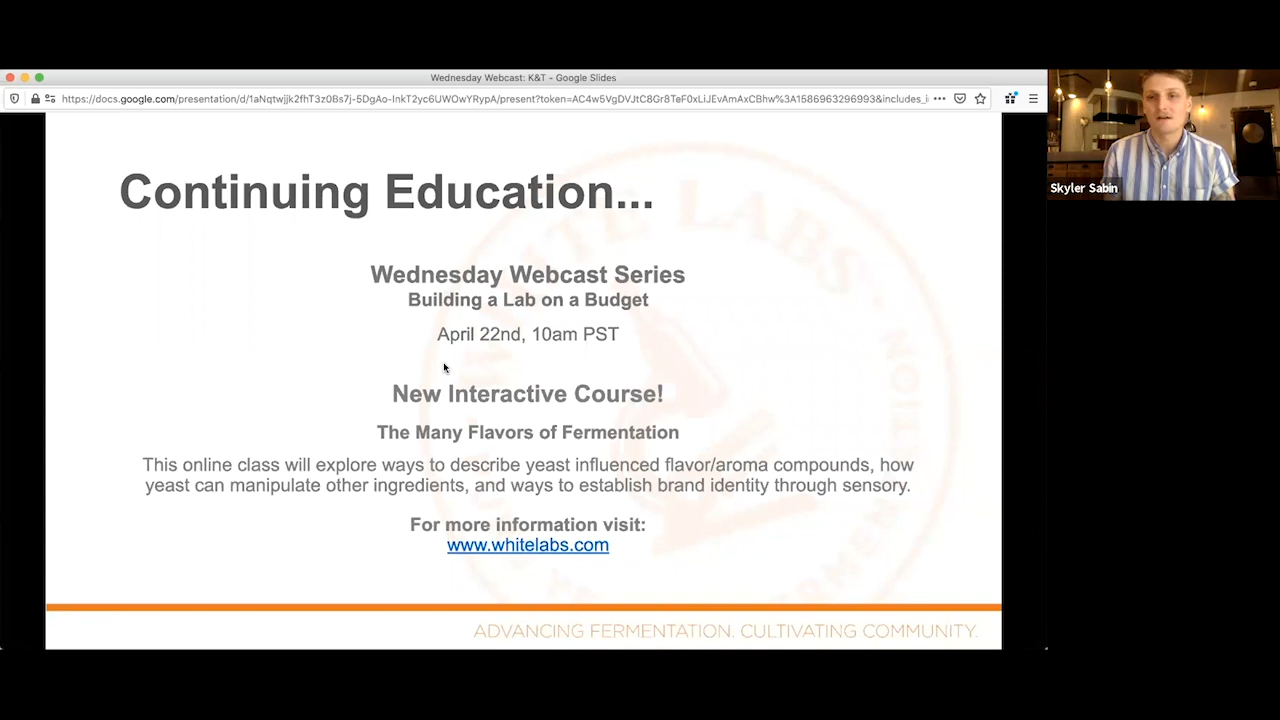 Wednesday Webcast: K&T - Google Slides
https://docs.google.com/presentation/d/1aNqtwjjk2fhT3z0Bs7j-5DgAo-InkT2yc6UWOwYRypA/present?token=AC4w5VgDVJtC8Gr8TeF0xLiJEvAmAxCBhw%3A1586963296993&includes_i
Skyler Sabin
Continuing Education...
WHITE LABS
Wednesday Webcast Series
Building a Lab on a Budget
April 22nd, 10am PST
New Interactive Course!
The Many Flavors of Fermentation
This online class will explore ways to describe yeast influenced flavor/aroma compounds, how
yeast can manipulate other ingredients, and ways to establish brand identity through sensory.
For more information visit:
www.whitelabs.com
ADVANCING FERMENTATION. CULTIVATING COMMUNITY.